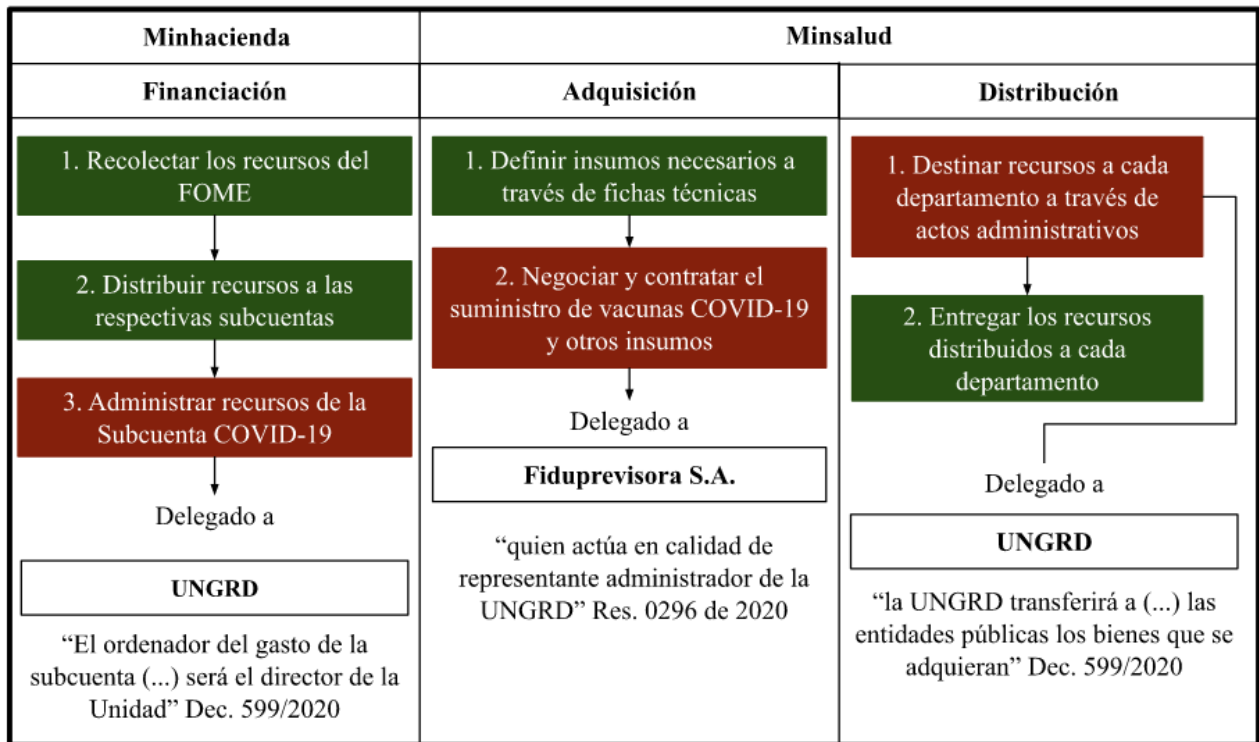 Minhacienda
Minsalud
Financiación
Adquisición
Distribución
1. Recolectar los recursos del
FOME
2. Distribuir recursos a las
respectivas subcuentas
3. Administrar recursos de la
Subcuenta COVID-19
Delegado a
UNGRD
“El ordenador del gasto de la
subcuenta (...) será el director de la
Unidad” Dec. 599/2020
1. Definir insumos necesarios a
través de fichas técnicas
2. Negociar y contratar el
suministro de vacunas COVID-19
y otros insumos
Delegado a
Fiduprevisora S.A.
“quien actúa en calidad de
representante administrador de la
UNGRD” Res. 0296 de 2020
1. Destinar recursos a cada
departamento a través de
actos administrativos
2. Entregar los recursos
distribuidos a cada
departamento
Delegado a
UNGRD
“la UNGRD transferirá a (...) las
entidades públicas los bienes que se
adquieran” Dec. 599/2020